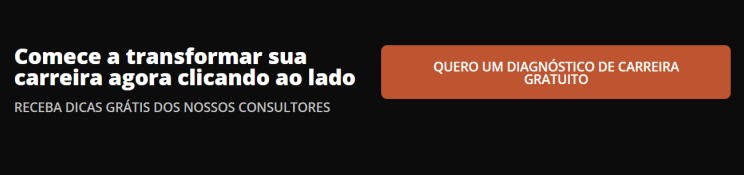 Comece a transformar sua
carreira agora clicando ao lado
RECEBA DICAS GRÁTIS DOS NOSSOS CONSULTORES
QUERO UM DIAGNÓSTICO DE CARREIRA
GRATUITO